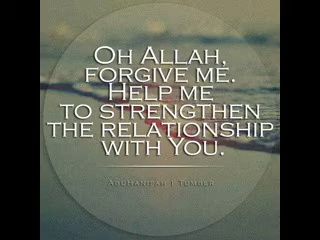 Oh Allah,
forgive me.
Help me
to strengthen
the relationship
with You.
AbuHanifah | Tumblr